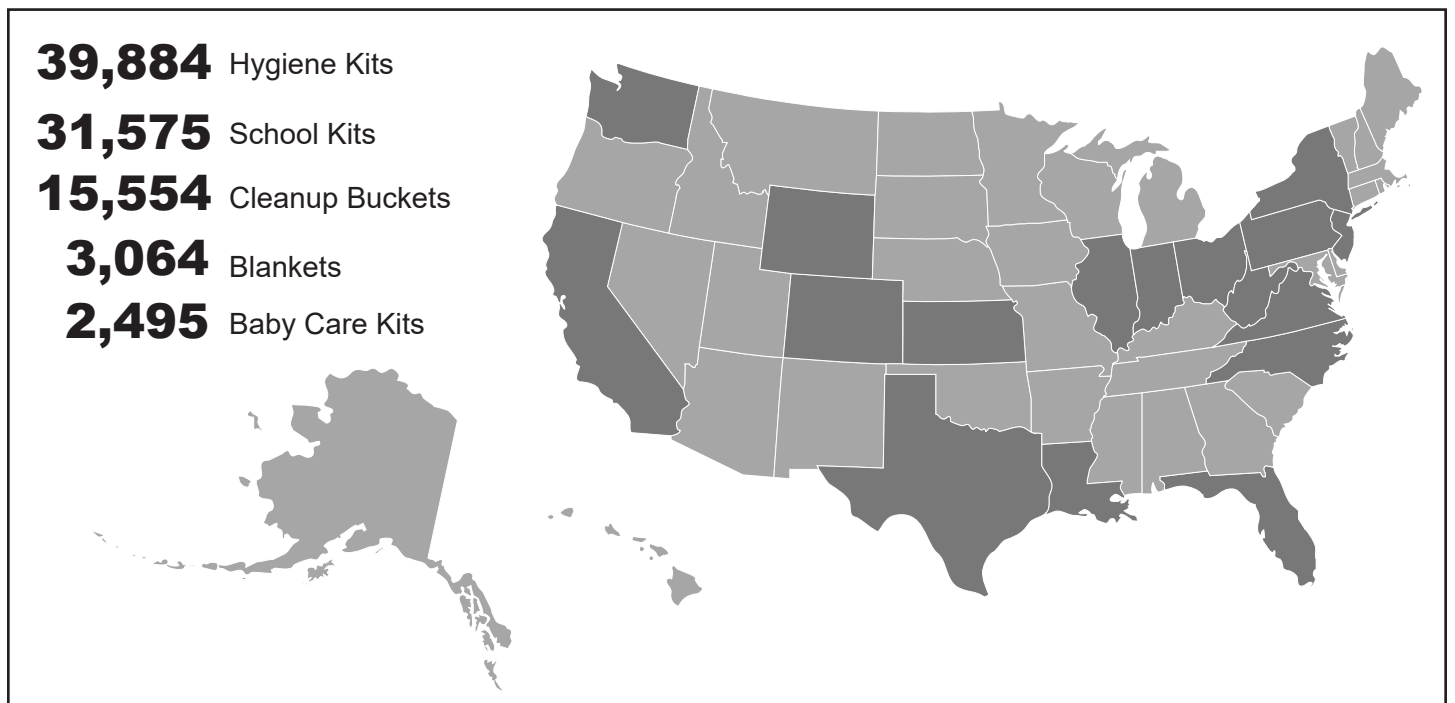 39,884 Hygiene Kits
31,575 School Kits
15,554 Cleanup Buckets
3,064 Blankets
2,495 Baby Care Kits